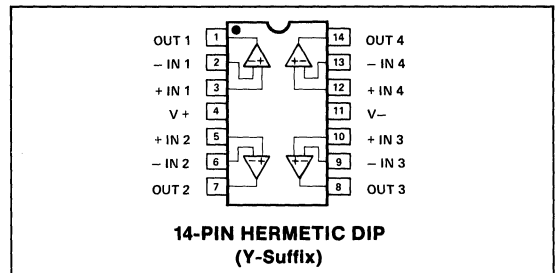 OUT 1 1 14 OUT 4
− IN 1 2 13 − IN 4
+ IN 1 3 12 + IN 4
V + 4 11 V−
+ IN 2 5 10 + IN 3
− IN 2 6 9 − IN 3
OUT 2 7 8 OUT 3
14-PIN HERMETIC DIP
(Y-Suffix)